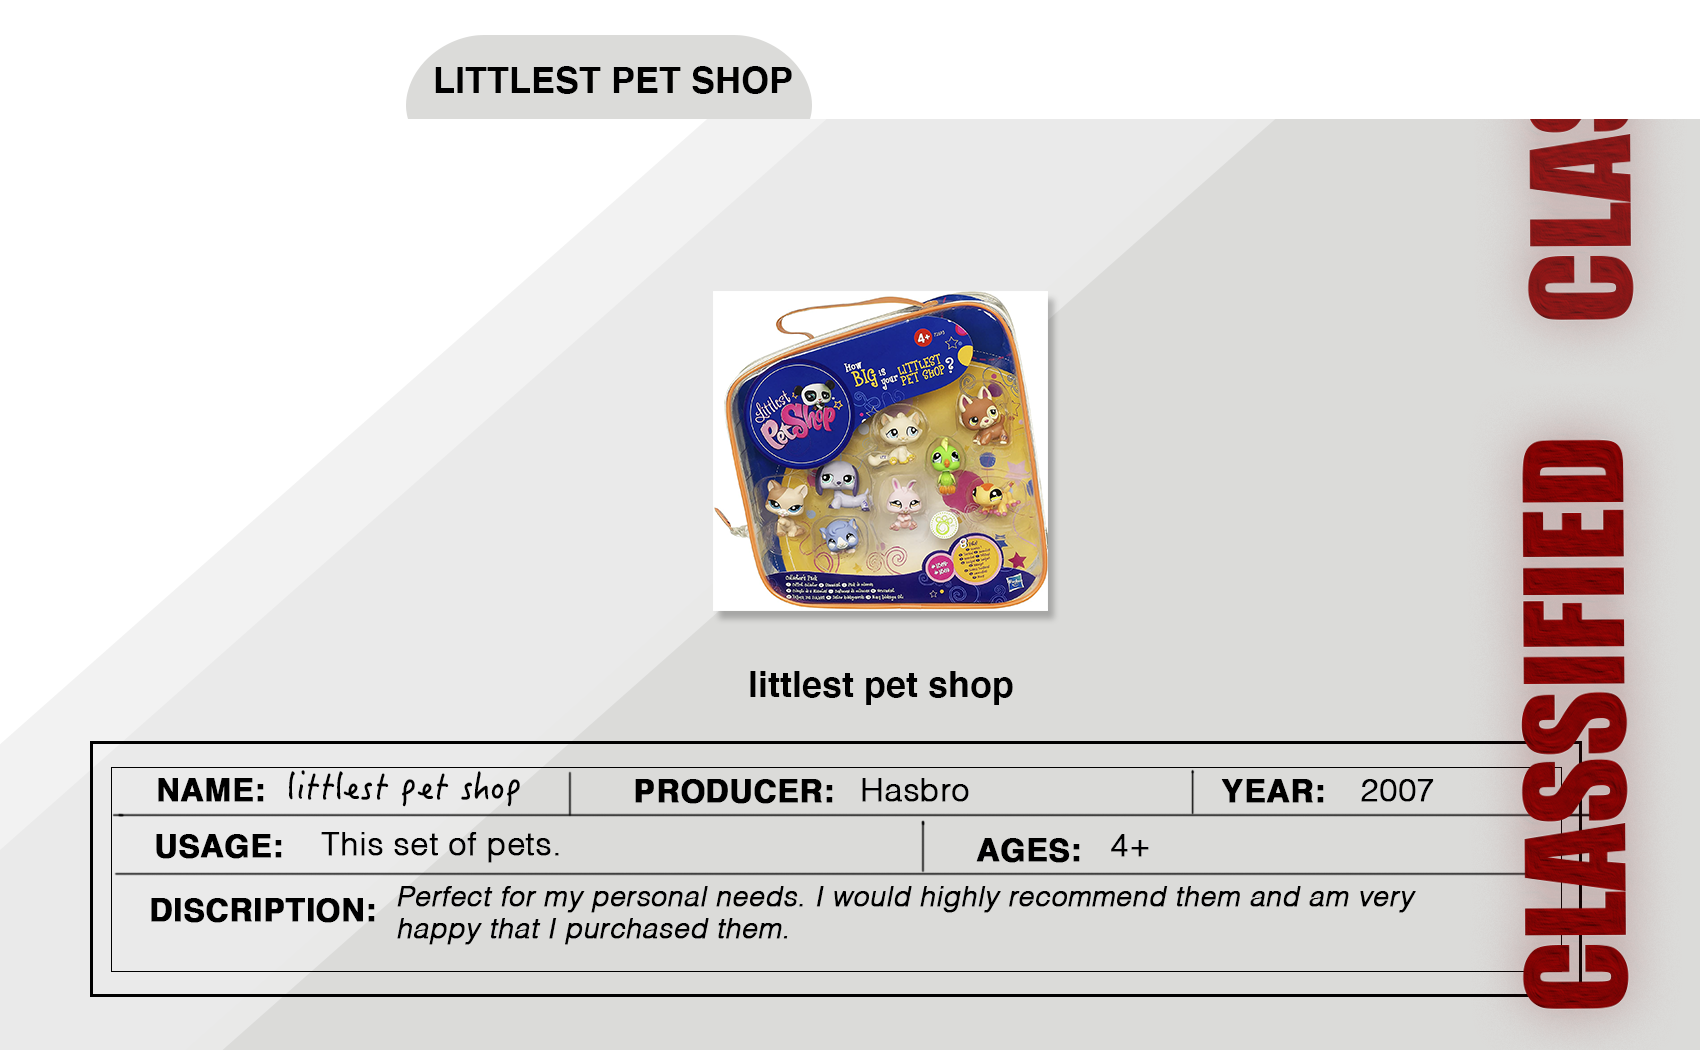 LITTLEST PET SHOP
CLAS
CLASSIFIED
4+
How
BIG is
your LITTLEST
PET SHOP?
Littlest
Pet Shop
Collector's Pack
littlest pet shop
NAME: littlest pet shop PRODUCER: Hasbro YEAR: 2007
USAGE: This set of pets. AGES: 4+
DISCRIPTION: Perfect for my personal needs. I would highly recommend them and am very
happy that I purchased them.